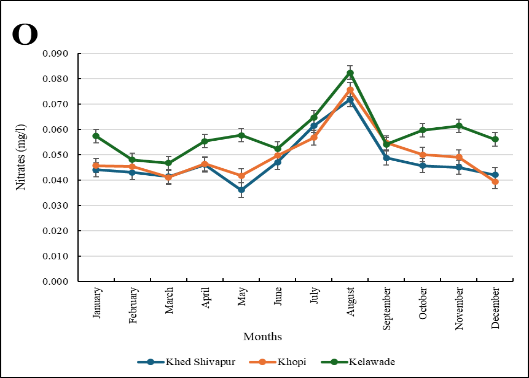 O
0.090
0.080
0.070
0.060
0.050
0.040
0.030
0.020
0.010
0.000
Nitrates (mg/l)
January
February
March
April
May
June
July
August
September
October
November
December
Months
Khed Shivapur
Khopi
Kelawade